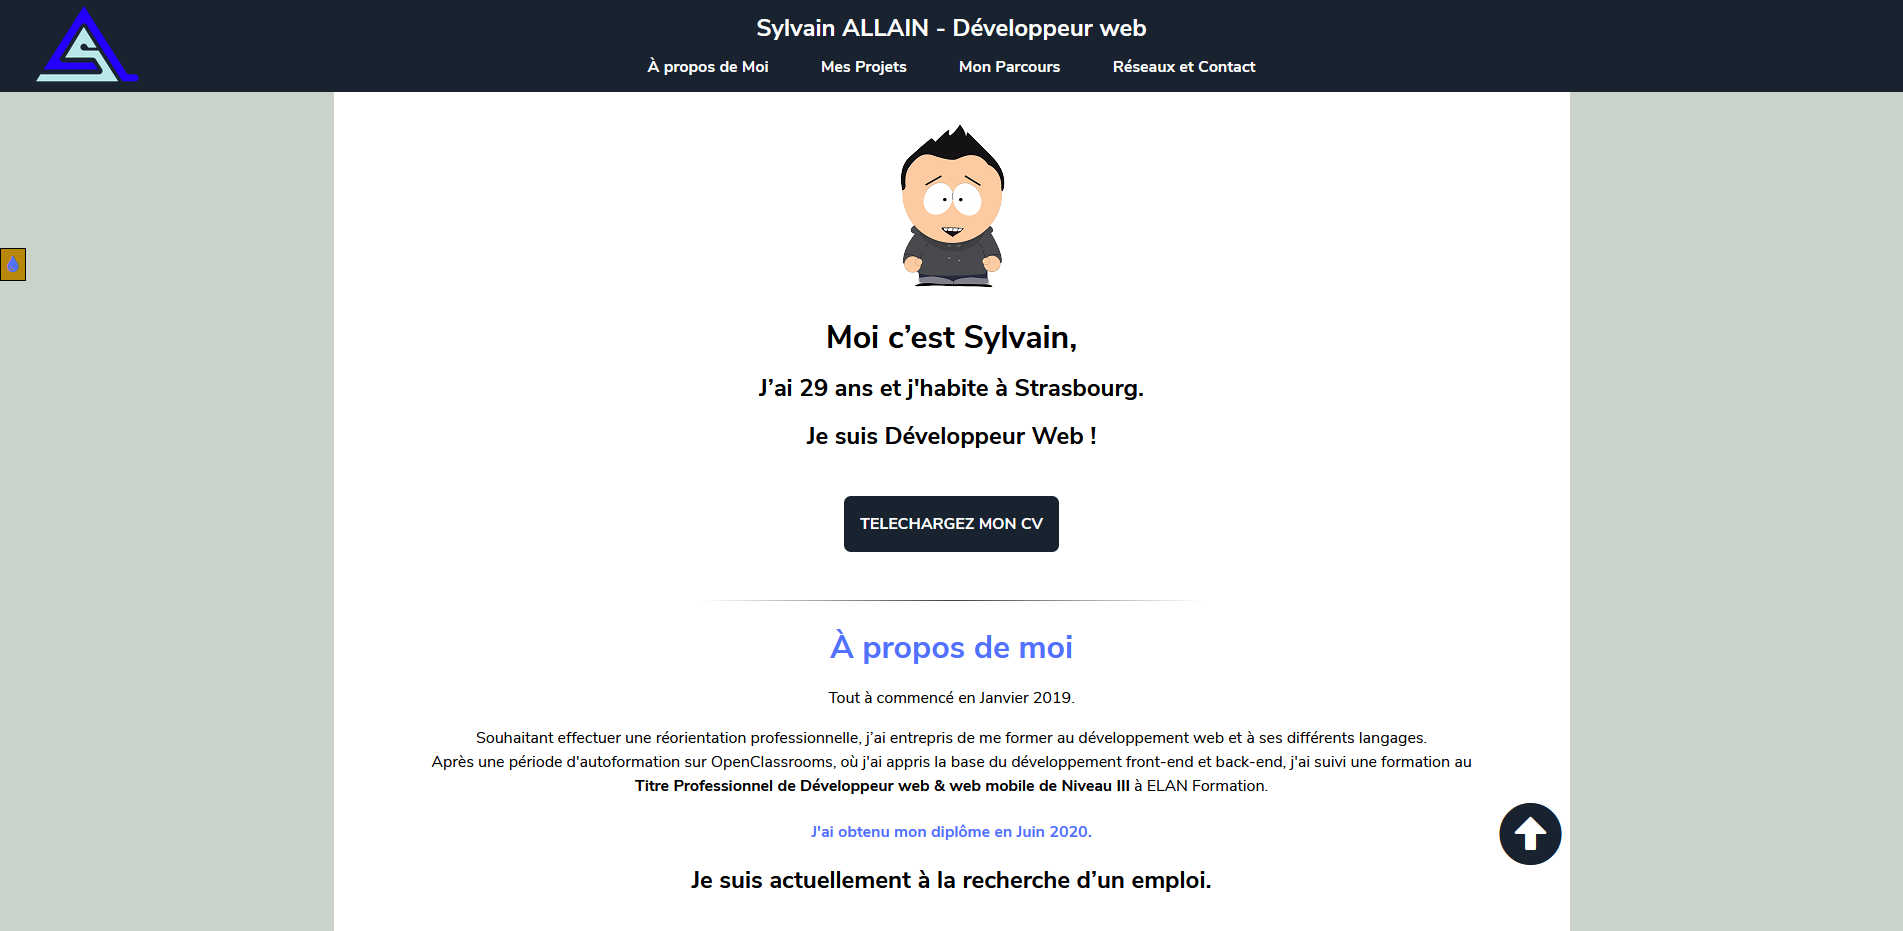 Sylvain ALLAIN - Développeur web
À propos de Moi Mes Projets Mon Parcours Réseaux et Contact
Moi c’est Sylvain,
J’ai 29 ans et j'habite à Strasbourg.
Je suis Développeur Web !
TELECHARGEZ MON CV
À propos de moi
Tout à commencé en Janvier 2019.
Souhaitant effectuer une réorientation professionnelle, j’ai entrepris de me former au développement web et à ses différents langages.
Après une période d'autoformation sur OpenClassrooms, où j'ai appris la base du développement front-end et back-end, j'ai suivi une formation au
Titre Professionnel de Développeur web & web mobile de Niveau III à ELAN Formation.
J'ai obtenu mon diplôme en Juin 2020.
Je suis actuellement à la recherche d’un emploi.